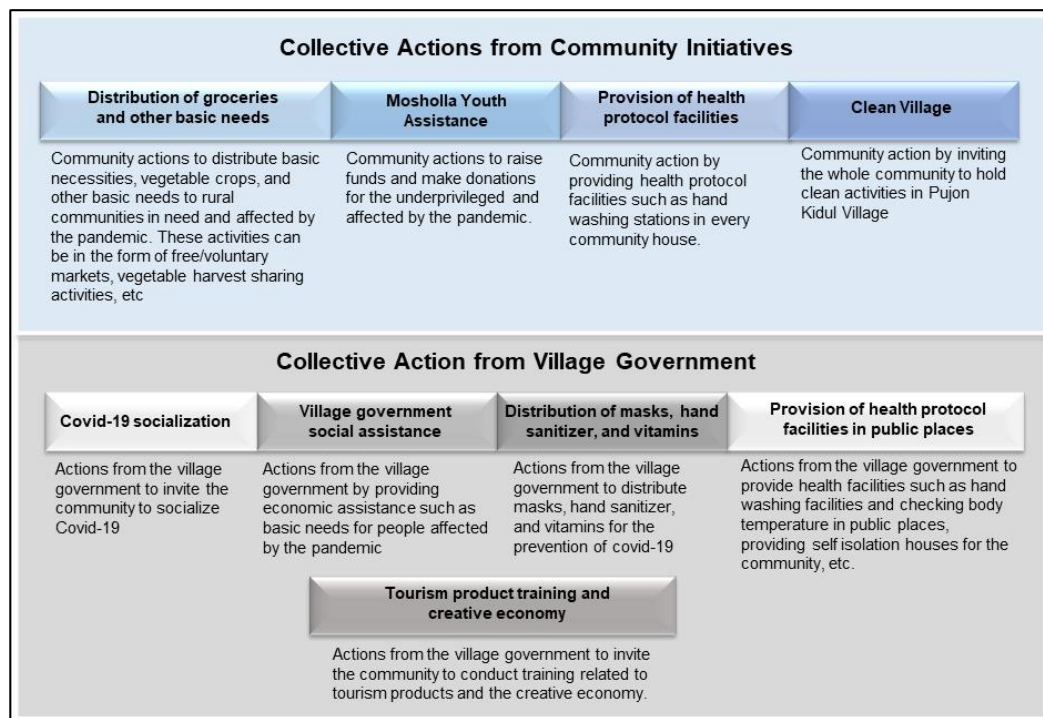 Collective Actions from Community Initiatives
Distribution of groceries
and other basic needs
Community actions to distribute basic
necessities, vegetable crops, and
other basic needs to rural
communities in need and affected by
the pandemic. These activities can
be in the form of free/voluntary
markets, vegetable harvest sharing
activities, etc
Mosholla Youth
Assistance
Community actions to raise
funds and make donations
for the underprivileged and
affected by the pandemic.
Provision of health
protocol facilities
Community action by
providing health protocol
facilities such as hand
washing stations in every
community house.
Clean Village
Community action by inviting
the whole community to hold
clean activities in Pujon
Kidul Village
Collective Action from Village Government
Covid-19 socialization
Actions from the village
government to invite the
community to socialize
Covid-19
Village government
social assistance
Actions from the village
government by providing
economic assistance such as
basic needs for people affected
by the pandemic
Distribution of masks, hand
sanitizer, and vitamins
Actions from the village
government to distribute
masks, hand sanitizer,
and vitamins for the
prevention of covid-19
Provision of health protocol
facilities in public places
Actions from the village government to
provide health facilities such as hand
washing facilities and checking body
temperature in public places,
providing self isolation houses for the
community, etc.
Tourism product training and
creative economy
Actions from the village government to invite
the community to conduct training related to
tourism products and the creative economy.